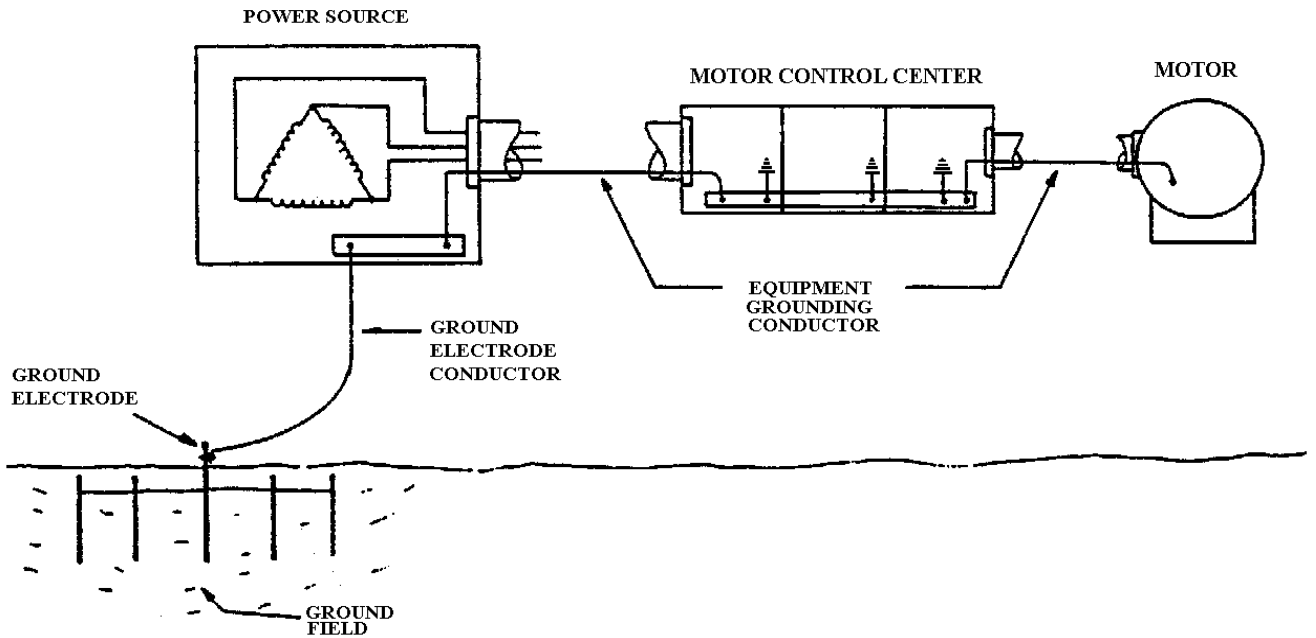 POWER SOURCE
MOTOR CONTROL CENTER
MOTOR
EQUIPMENT
GROUNDING
CONDUCTOR
GROUND
ELECTRODE
CONDUCTOR
GROUND
ELECTRODE
GROUND
FIELD